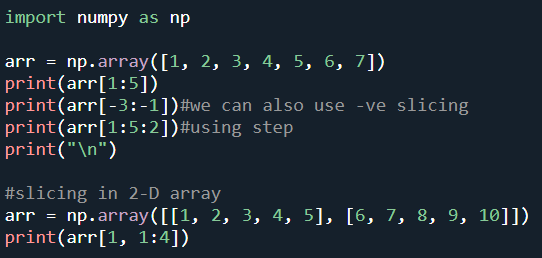 import numpy as np
arr = np.array([1, 2, 3, 4, 5, 6, 7])
print(arr[1:5])
print(arr[-3:-1])#we can also use -ve slicing
print(arr[1:5:2])#using step
print("\n")
#slicing in 2-D array
arr = np.array([[1, 2, 3, 4, 5], [6, 7, 8, 9, 10]])
print(arr[1, 1:4])